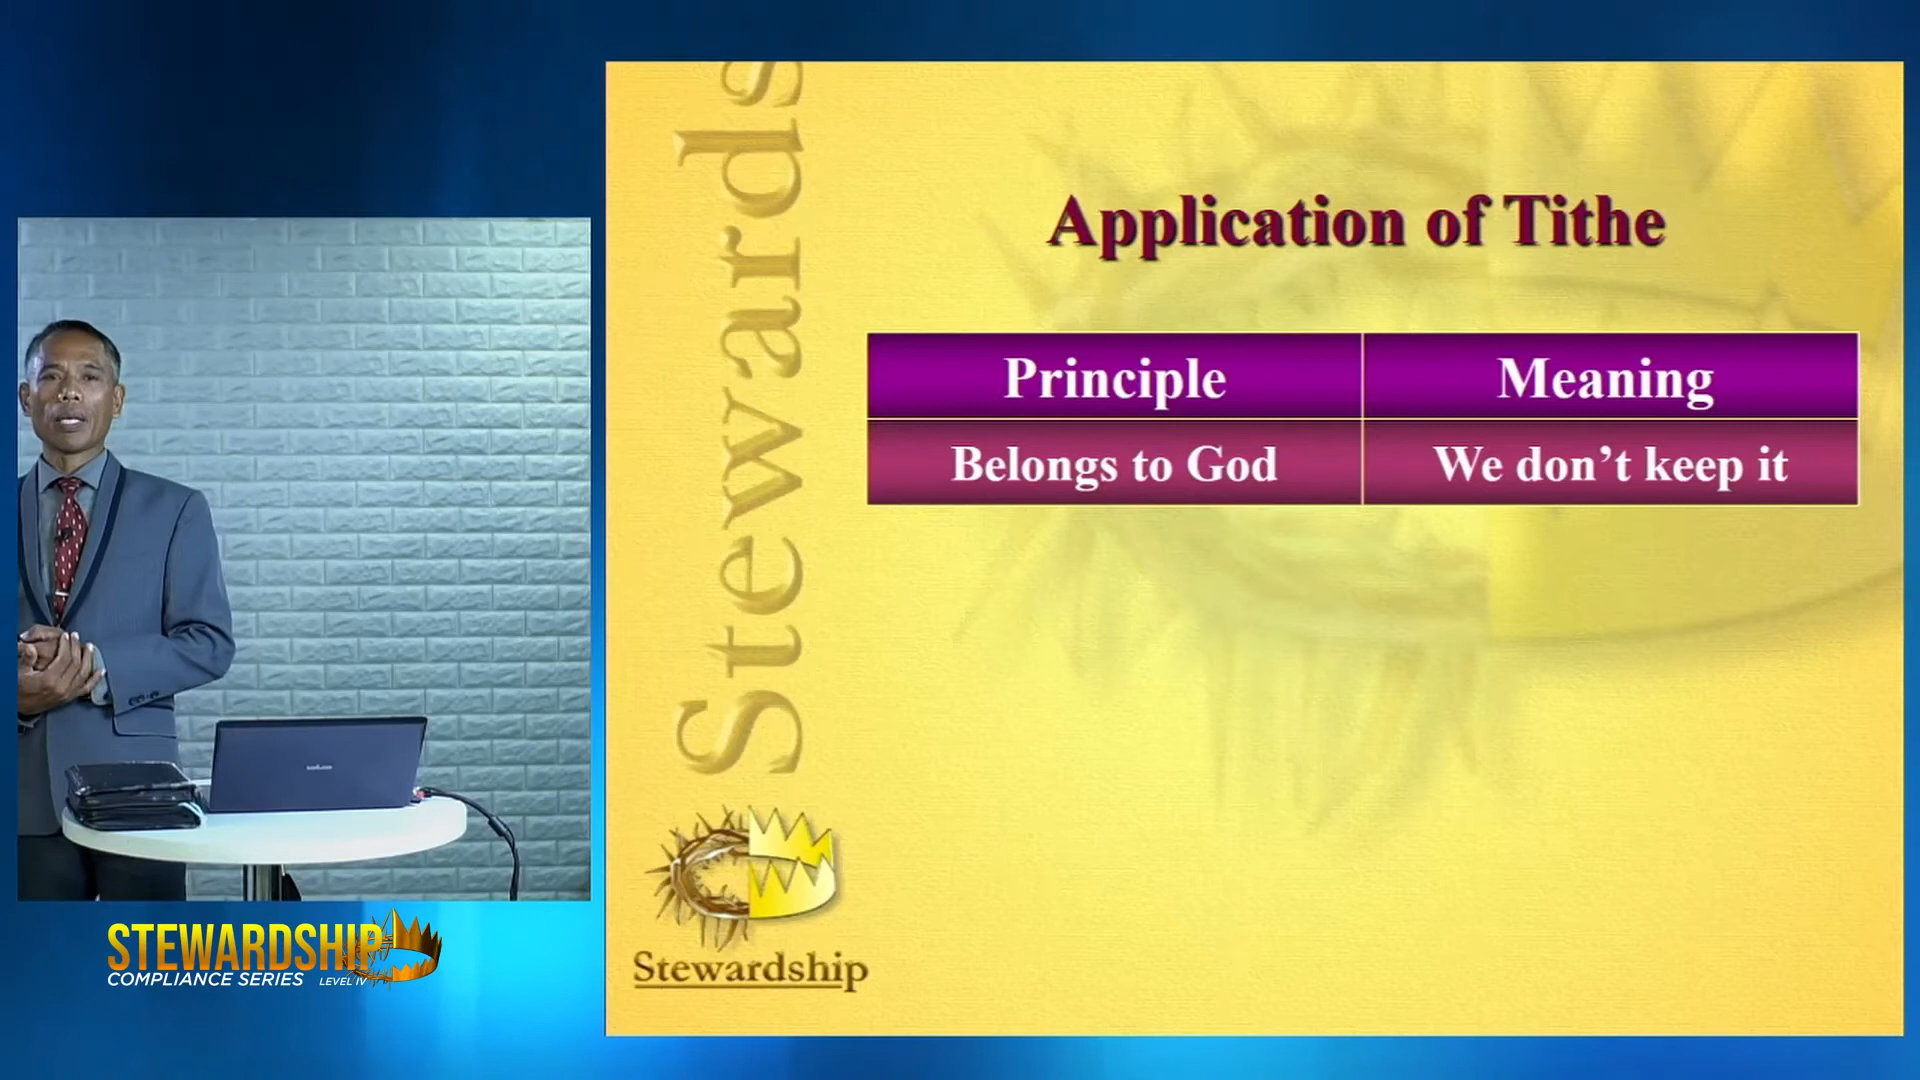 Stewards
Application of Tithe
Principle Meaning
Belongs to God We don’t keep it
Stewardship
STEWARDSHIP
COMPLIANCE SERIES LEVEL IV